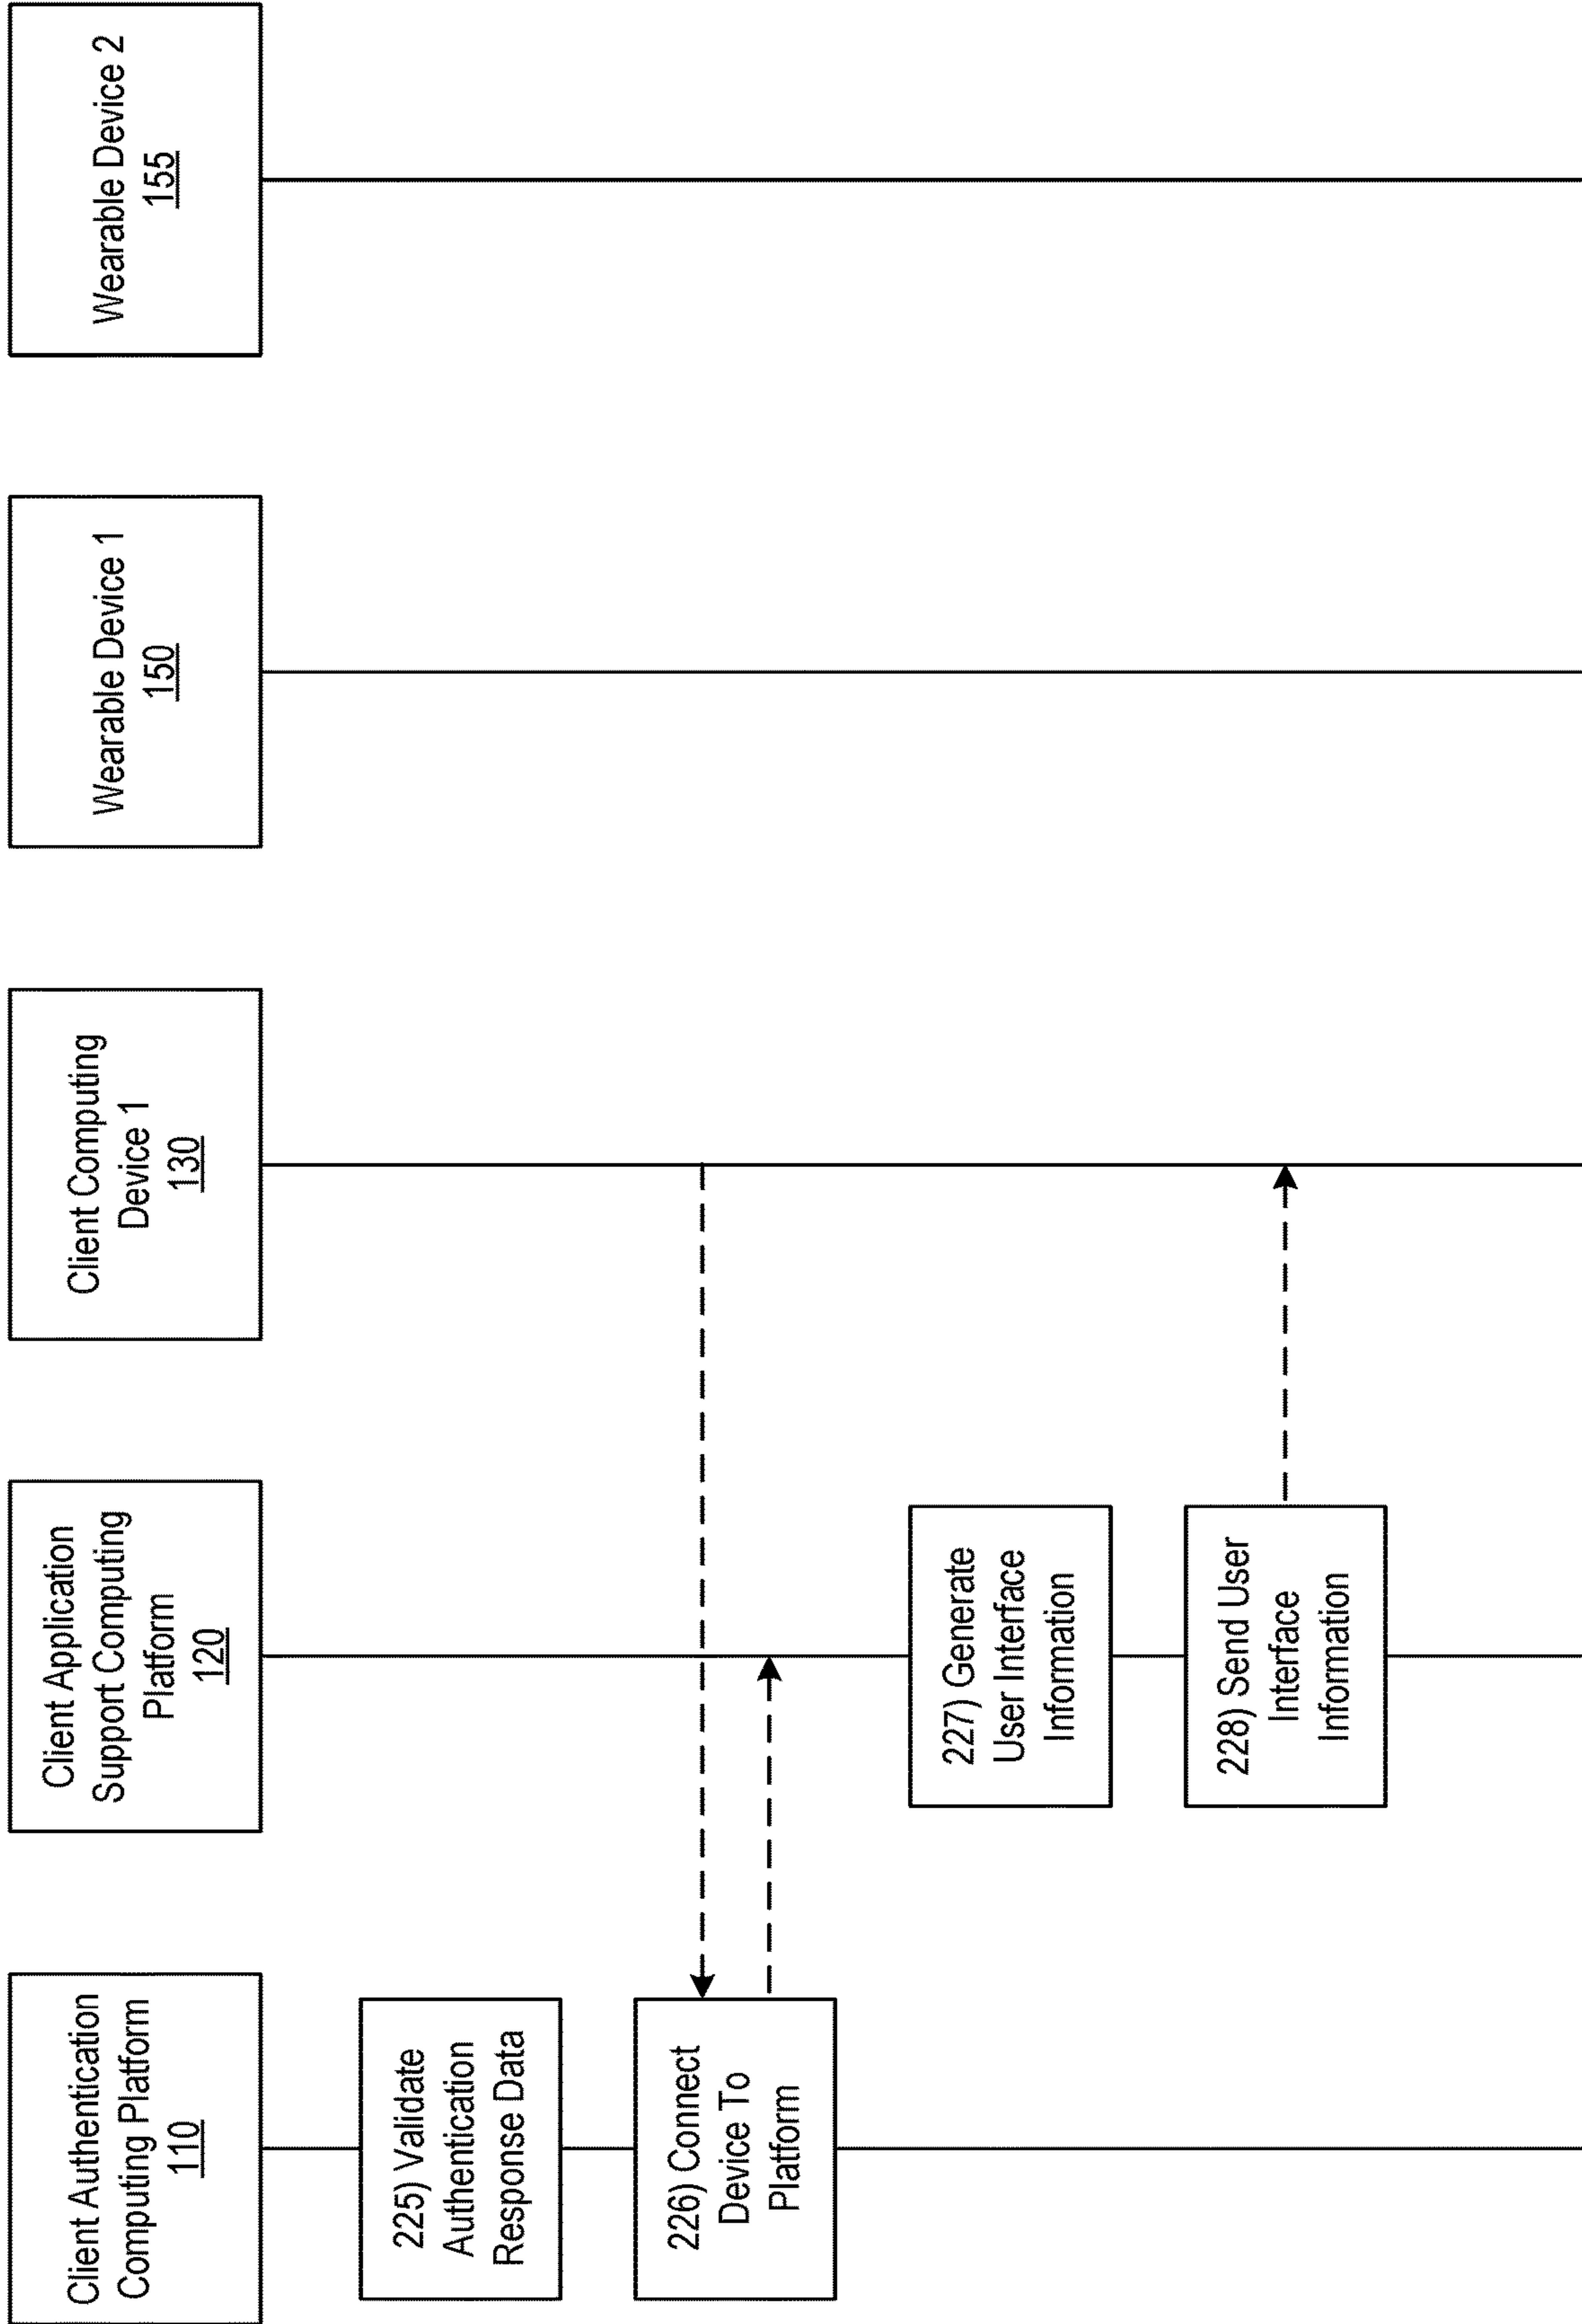 Client Authentication
Computing Platform
110
Client Application
Support Computing
Platform
120
Client Computing
Device 1
130
Wearable Device 1
150
Wearable Device 2
155
225) Validate
Authentication
Response Data
226) Connect
Device To
Platform
227) Generate
User Interface
Information
228) Send User
Interface
Information